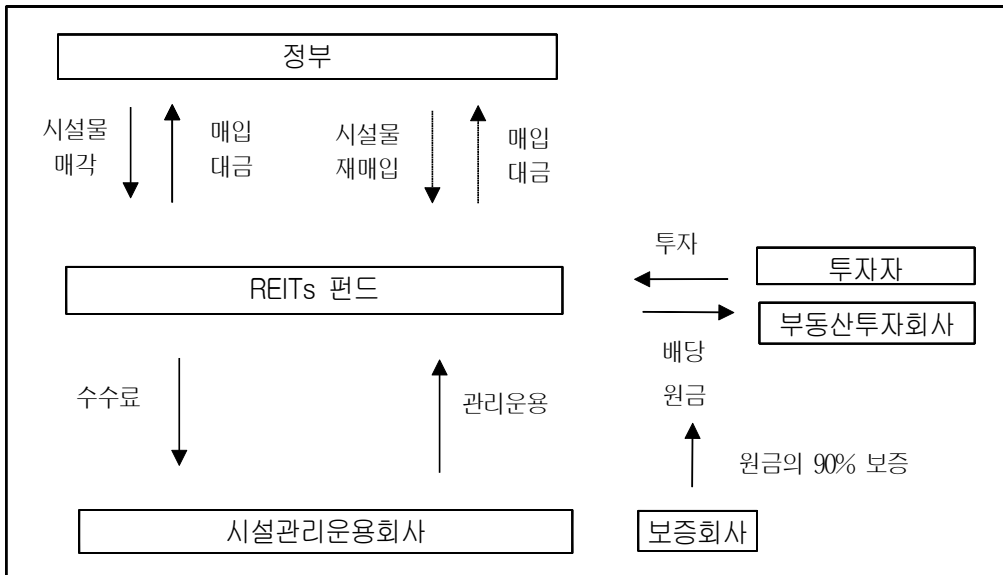 정부
시설물
매각
매입
대금
시설물
재매입
매입
대금
투자
투자자
REITs 펀드
부동산투자회사
배당
원금
수수료
관리운용
원금의 90% 보증
시설관리운용회사
보증회사